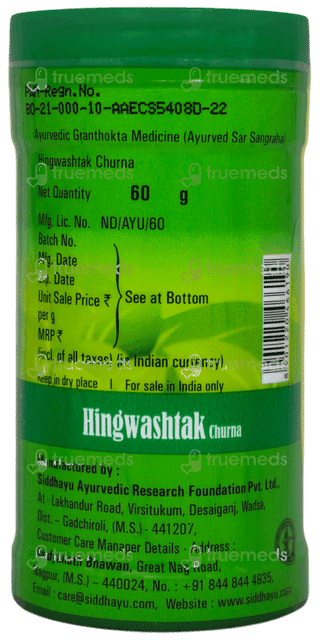 truemeds
Regn.No.
80-21-000-10-AAECS5408D-22
Ayurvedic Granthokta Medicine (Ayurved Sar Sangraha)
Hingwashtak Churna
Net Quantity 60 g
Mfg. Lic. No. ND/AYU/60
Batch No.
Mfg. Date
Exp. Date
Unit Sale Price ₹
per g
MRP ₹
See at Bottom
(Incl. of all taxes) (in Indian currency)
Keep in dry place | For sale in India only
Hingwashtak Churna
Manufactured by :
Siddhayu Ayurvedic Research Foundation Pvt. Ltd.,
At - Lakhandur Road, Virsitukum, Desaiganj, Wadsa,
Dist. – Gadchiroli, (M.S.) - 441207,
Customer Care Manager Details - Address :
Bhawan, Great Nag Road,
Nagpur, (M.S.) – 440024, No. : +91 844 844 4935,
Email : care@siddhayu.com, Website : www.siddhayu.com